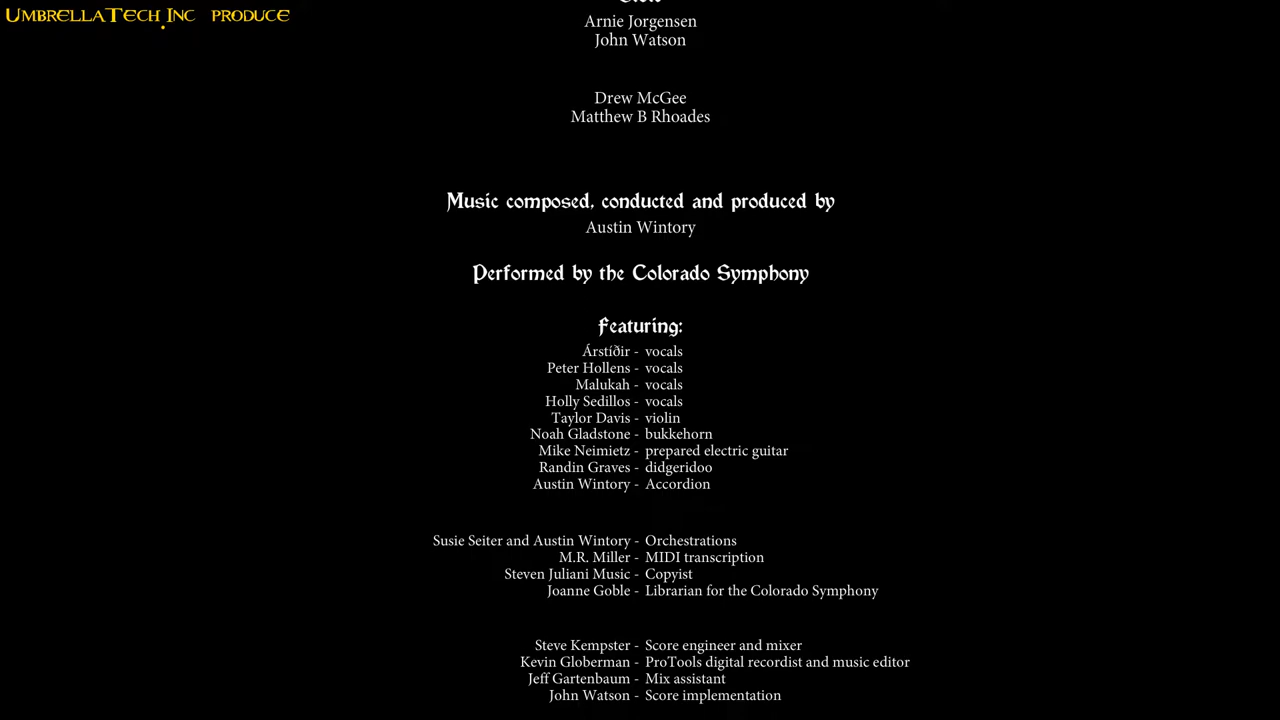 UmbrellaTech.Inc produce
Arnie Jorgensen
John Watson
Drew McGee
Matthew B Rhoades
Music composed, conducted and produced by
Austin Wintory
Performed by the Colorado Symphony
Featuring:
Árstíðir - vocals
Peter Hollens - vocals
Malukah - vocals
Holly Sedillos - vocals
Taylor Davis - violin
Noah Gladstone - bukkehorn
Mike Neimietz - prepared electric guitar
Randin Graves - didgeridoo
Austin Wintory - Accordion
Susie Seiter and Austin Wintory - Orchestrations
M.R. Miller - MIDI transcription
Steven Juliani Music - Copyist
Joanne Goble - Librarian for the Colorado Symphony
Steve Kempster - Score engineer and mixer
Kevin Globerman - ProTools digital recordist and music editor
Jeff Gartenbaum - Mix assistant
John Watson - Score implementation